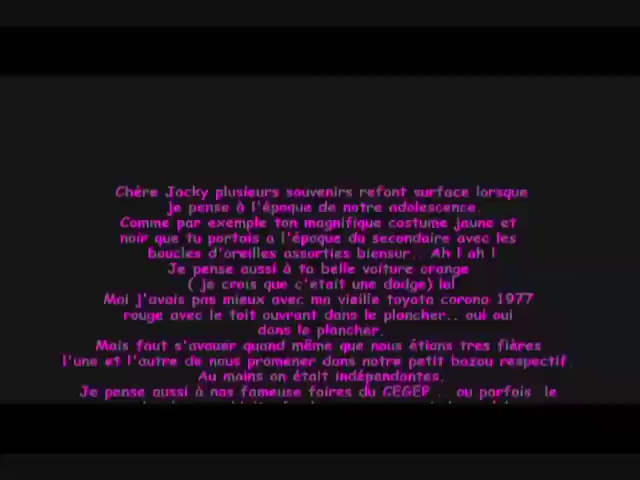 Chère Jacky plusieurs souvenirs refont surface lorsque
je pense à l'époque de notre adolescence.
Comme par exemple ton magnifique costume jaune et
noir que tu portais a l'époque du secondaire avec les
boucles d'oreilles assorties biensur... Ah ! ah !
Je pense aussi à ta belle voiture orange
( je crois que c'etait une dodge) lol
Moi j'avais pas mieux avec ma vieille toyota corona 1977
rouge avec le toit ouvrant dans le plancher.. oui oui
dans le plancher.
Mais faut s'avouer quand même que nous étions tres fières
l'une et l'autre de nous promener dans notre petit bazou respectif.
Au moins on était indépendantes.
Je pense aussi à nos fameuse foires du CEGEP .. ou parfois le